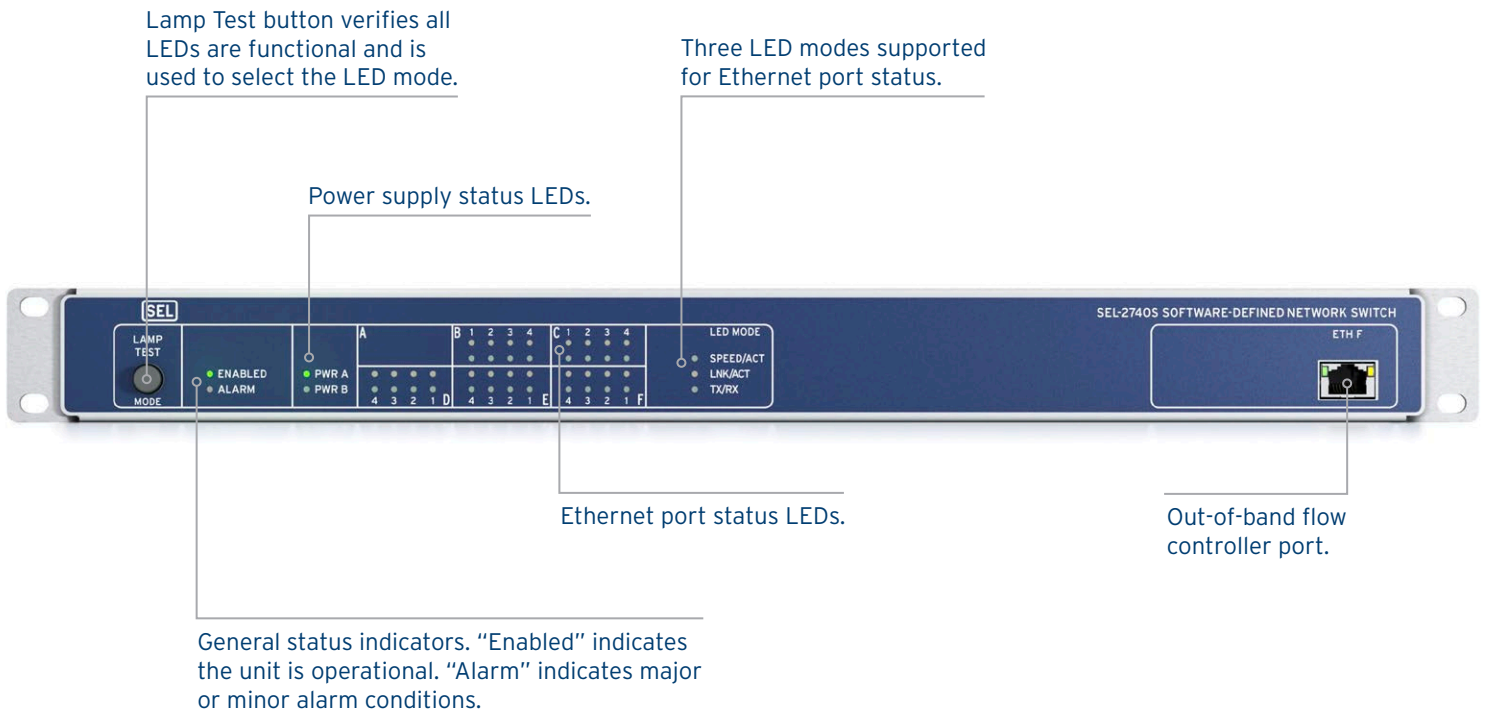 Lamp Test button verifies all
LEDs are functional and is
used to select the LED mode.
Three LED modes supported
for Ethernet port status.
Power supply status LEDs.
SEL
SEL-2740S SOFTWARE-DEFINED NETWORK SWITCH
LAMP
TEST
MODE
ENABLED
ALARM
PWR A
PWR B
A
B 1 2 3 4
C 1 2 3 4
4 3 2 1 D
4 3 2 1 E
4 3 2 1 F
LED MODE
SPEED/ACT
LNK/ACT
TX/RX
ETH F
Ethernet port status LEDs.
Out-of-band flow
controller port.
General status indicators. “Enabled” indicates
the unit is operational. “Alarm” indicates major
or minor alarm conditions.